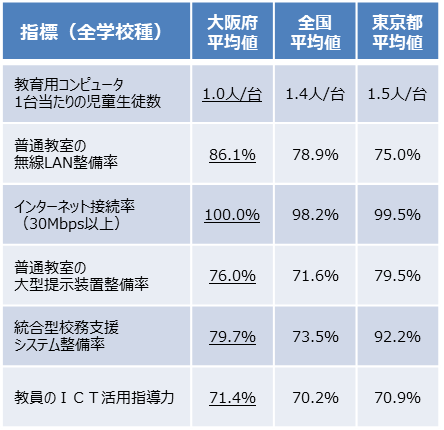 指標（全学校種）
大阪府
平均値
全国
平均値
東京都
平均値
教育用コンピュータ
1台当たりの児童生徒数
1.0人/台
1.4人/台
1.5人/台
普通教室の
無線LAN整備率
86.1%
78.9%
75.0%
インターネット接続率
（30Mbps以上）
100.0%
98.2%
99.5%
普通教室の
大型提示装置整備率
76.0%
71.6%
79.5%
統合型校務支援
システム整備率
79.7%
73.5%
92.2%
教員のＩＣＴ活用指導力
71.4%
70.2%
70.9%